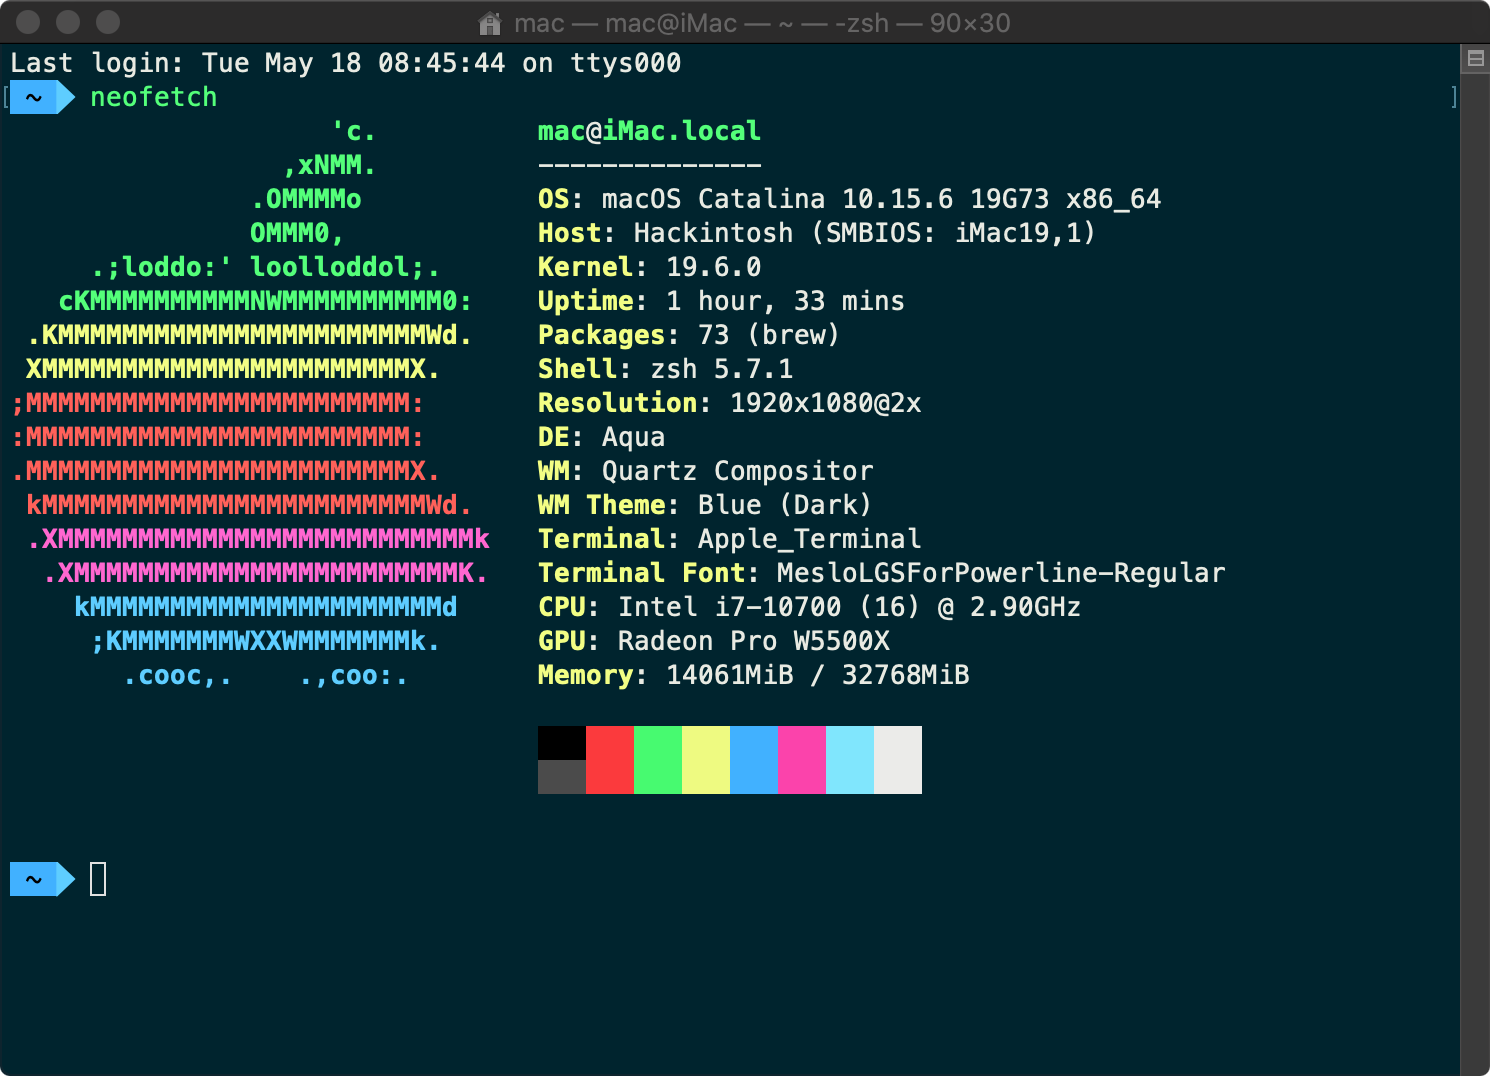 mac — mac@iMac — ~ — -zsh — 90×30
Last login: Tue May 18 08:45:44 on ttys000
[ ~ neofetch ]
'c. mac@iMac.local
,xNMM. --------------
.OMMMMo OS: macOS Catalina 10.15.6 19G73 x86_64
OMMM0, Host: Hackintosh (SMBIOS: iMac19,1)
.;loddo:' loolloddol;. Kernel: 19.6.0
cKMMMMMMMMMMNWMMMMMMMMMM0: Uptime: 1 hour, 33 mins
.KMMMMMMMMMMMMMMMMMMMMMMMWd. Packages: 73 (brew)
XMMMMMMMMMMMMMMMMMMMMMMMX. Shell: zsh 5.7.1
;MMMMMMMMMMMMMMMMMMMMMMMM: Resolution: 1920x1080@2x
:MMMMMMMMMMMMMMMMMMMMMMMM: DE: Aqua
.MMMMMMMMMMMMMMMMMMMMMMMMX. WM: Quartz Compositor
kMMMMMMMMMMMMMMMMMMMMMMMMWd. WM Theme: Blue (Dark)
.XMMMMMMMMMMMMMMMMMMMMMMMMMMk Terminal: Apple_Terminal
.XMMMMMMMMMMMMMMMMMMMMMMMMK. Terminal Font: MesloLGSForPowerline-Regular
kMMMMMMMMMMMMMMMMMMMMMMd CPU: Intel i7-10700 (16) @ 2.90GHz
;KMMMMMMMWXXWMMMMMMMk. GPU: Radeon Pro W5500X
.cooc,. .,coo:. Memory: 14061MiB / 32768MiB
~